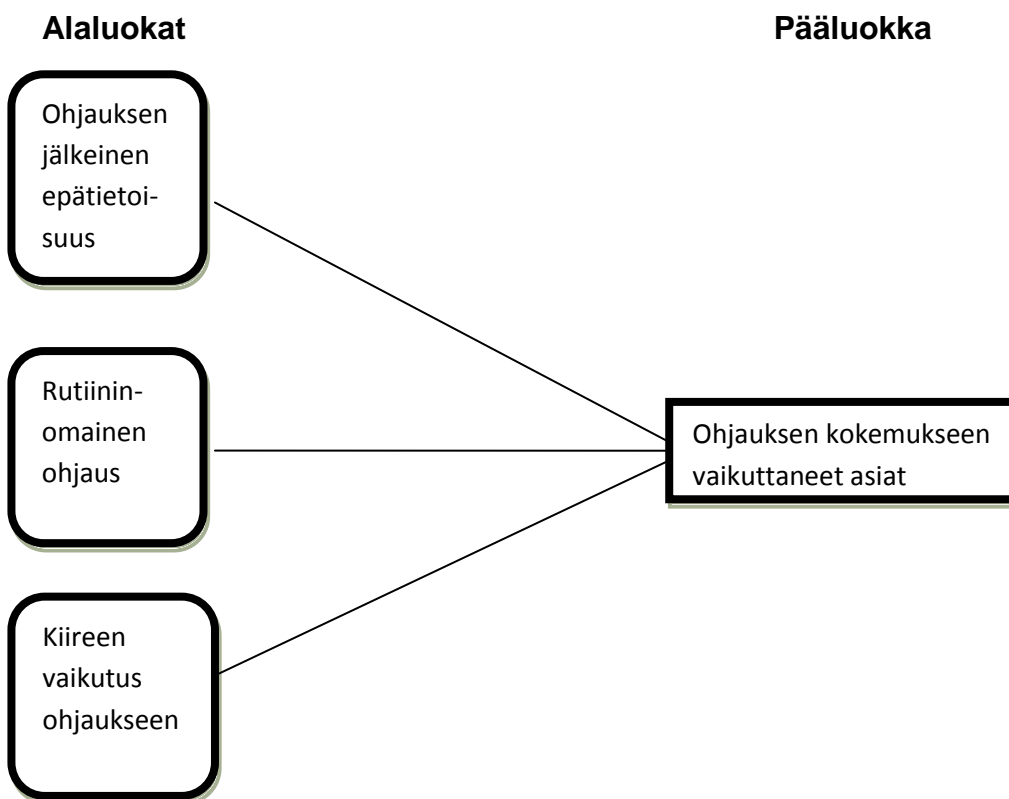 Alaluokat
Pääluokka
Ohjauksen
jälkeinen
epätietoi-
suus
Rutiinin-
omainen
ohjaus
Ohjauksen kokemukseen
vaikuttaneet asiat
Kiireen
vaikutus
ohjaukseen